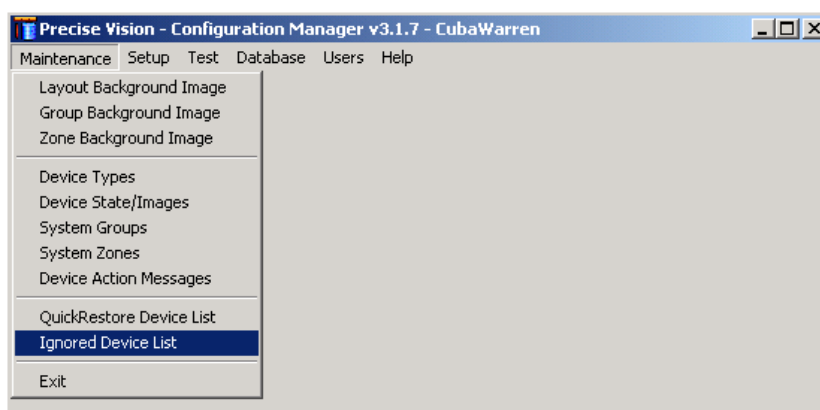 Precise Vision - Configuration Manager v3.1.7 - CubaWarren
Maintenance Setup Test Database Users Help
Layout Background Image
Group Background Image
Zone Background Image
Device Types
Device State/Images
System Groups
System Zones
Device Action Messages
QuickRestore Device List
Ignored Device List
Exit